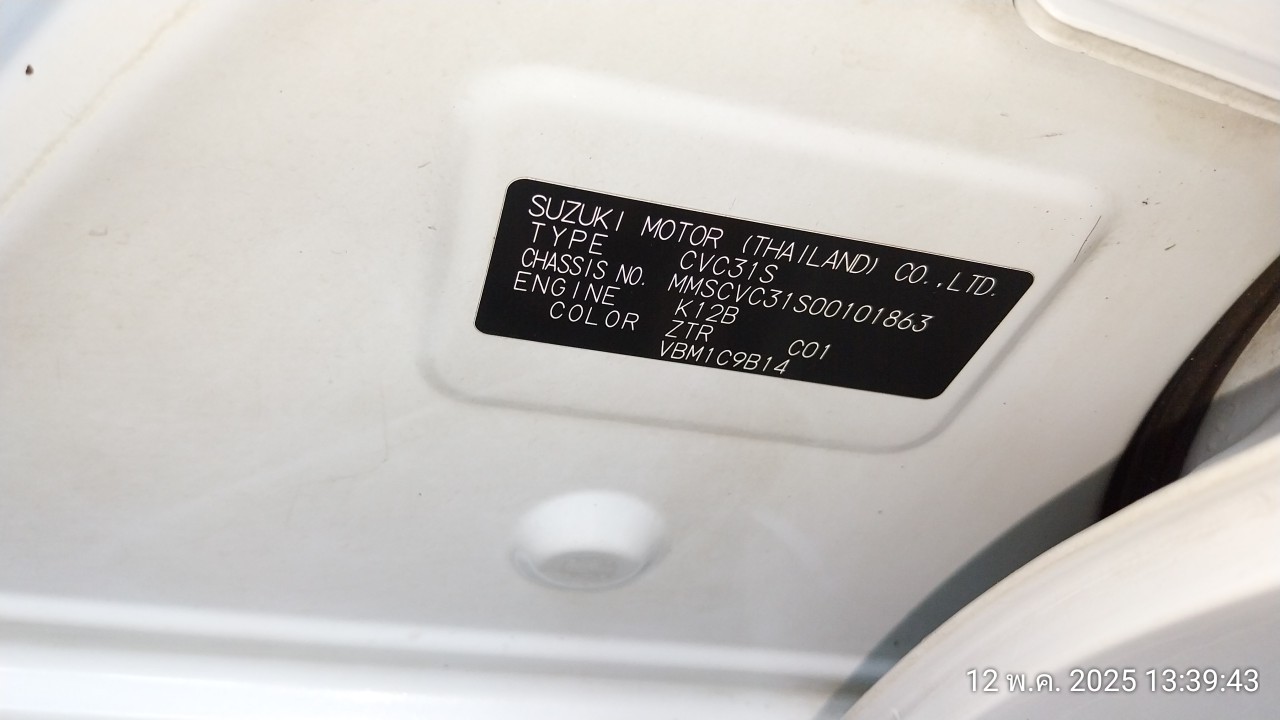 SUZUKI MOTOR (THAILAND) CO.,LTD.
TYPE CVC31S
CHASSIS NO. MMSCVC31S00101863
ENGINE K12B
COLOR ZTR C01
VBM1C9B14
12 พ.ค. 2025 13:39:43